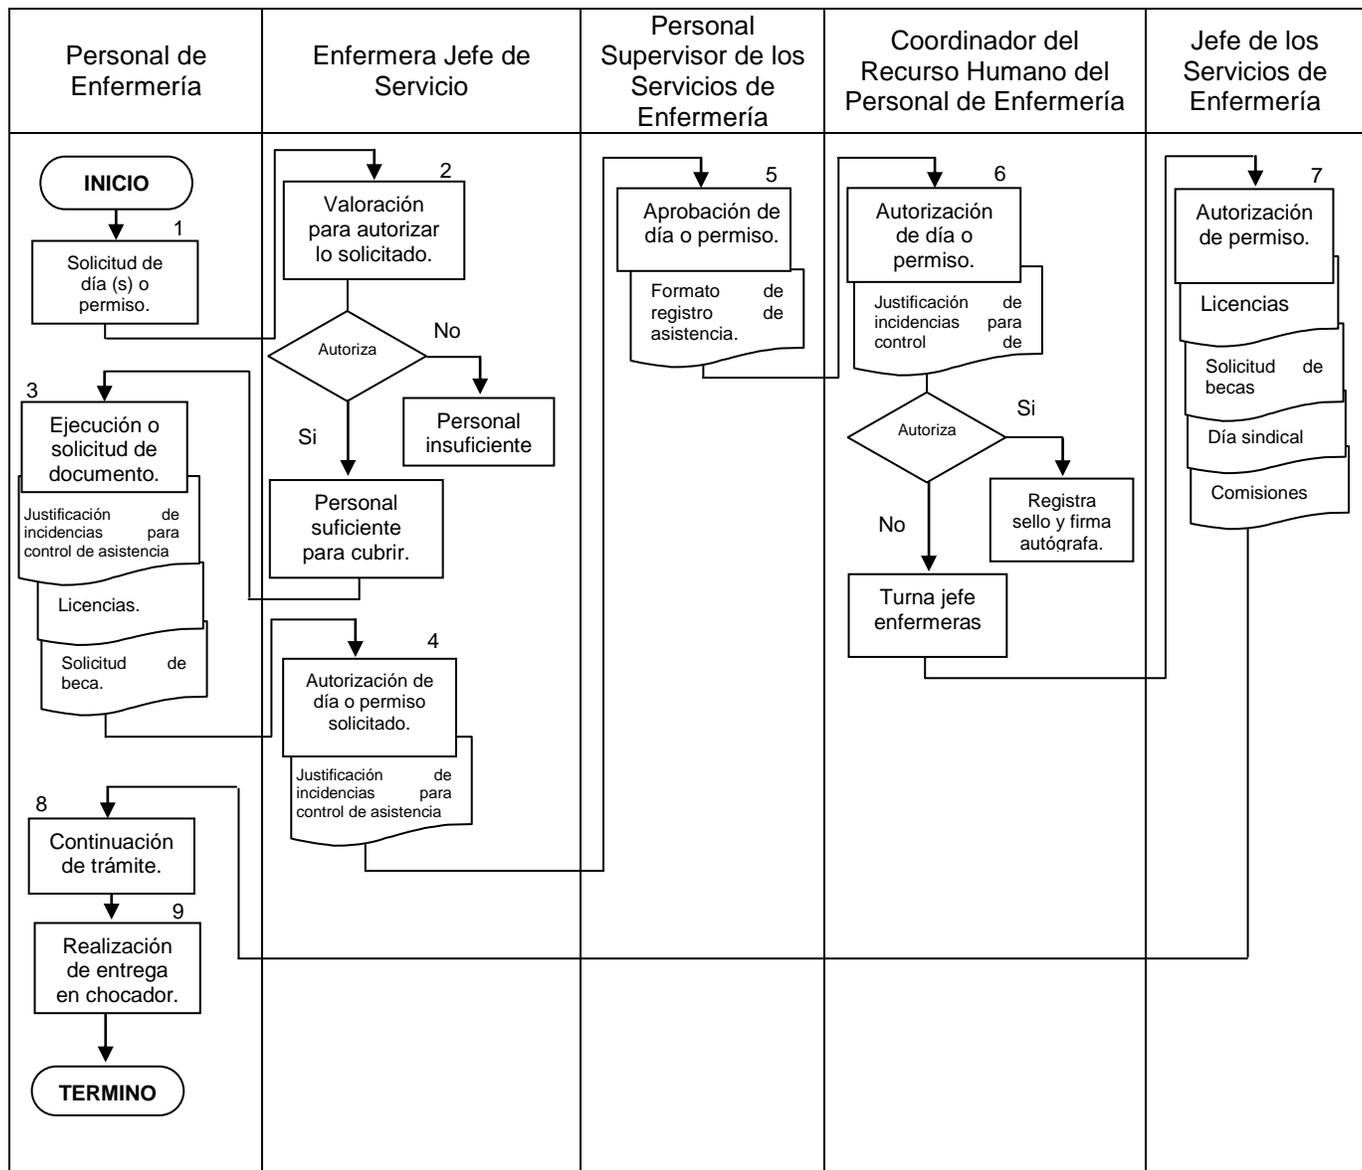 Personal de
Enfermería
Enfermera Jefe de
Servicio
Personal
Supervisor de los
Servicios de
Enfermería
Coordinador del
Recurso Humano del
Personal de Enfermería
Jefe de los
Servicios de
Enfermería
INICIO
1
Solicitud de
día (s) o
permiso.
2
Valoración
para autorizar
lo solicitado.
Autoriza
No
Personal
insuficiente
Si
Personal
suficiente
para cubrir.
3
Ejecución o
solicitud de
documento.
Justificación de
incidencias para
control de asistencia
Licencias.
Solicitud de
beca.
4
Autorización de
día o permiso
solicitado.
Justificación de
incidencias para
control de asistencia
5
Aprobación de
día o permiso.
Formato de
registro de
asistencia.
6
Autorización
de día o
permiso.
Justificación de
incidencias para
control de
Autoriza
Si
Registra
sello y firma
autógrafa.
No
Turna jefe
enfermeras
7
Autorización
de permiso.
Licencias
Solicitud de
becas
Día sindical
Comisiones
8
Continuación
de trámite.
9
Realización
de entrega
en chocador.
TERMINO